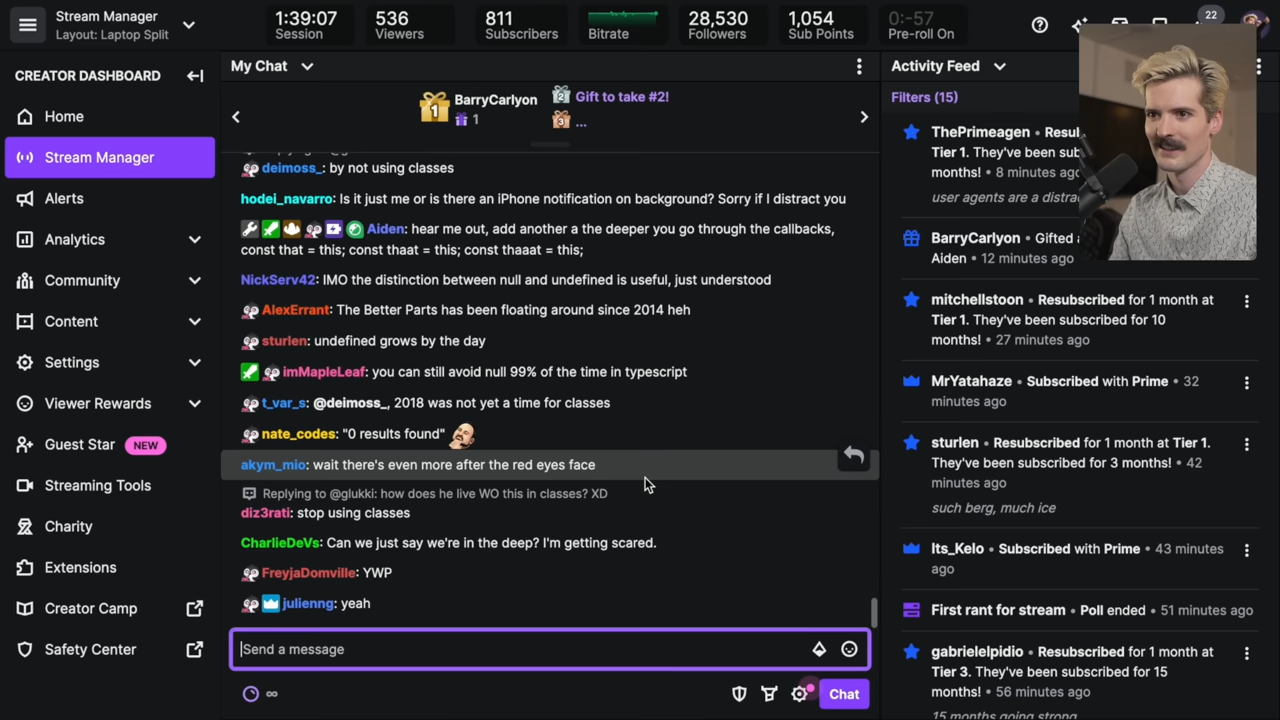 Stream Manager
Layout: Laptop Split
1:39:07
Session
536
Viewers
811
Subscribers
Bitrate
28,530
Followers
1,054
Sub Points
0:-57
Pre-roll On
22
CREATOR DASHBOARD
Home
Stream Manager
Alerts
Analytics
Community
Content
Settings
Viewer Rewards
Guest Star NEW
Streaming Tools
Charity
Extensions
Creator Camp
Safety Center
My Chat
1
BarryCarlyon
1
2
Gift to take #2!
3
...
deimoss_: by not using classes
hodei_navarro: Is it just me or is there an iPhone notification on background? Sorry if I distract you
Aiden: hear me out, add another a the deeper you go through the callbacks,
const that = this; const thaat = this; const thaaat = this;
NickServ42: IMO the distinction between null and undefined is useful, just understood
AlexErrant: The Better Parts has been floating around since 2014 heh
sturlen: undefined grows by the day
imMapleLeaf: you can still avoid null 99% of the time in typescript
t_var_s: @deimoss_, 2018 was not yet a time for classes
nate_codes: "0 results found"
akym_mio: wait there's even more after the red eyes face
Replying to @glukki: how does he live WO this in classes? XD
diz3rati: stop using classes
CharlieDeVs: Can we just say we're in the deep? I'm getting scared.
FreyjaDomville: YWP
julienng: yeah
Send a message
∞
Chat
Activity Feed
Filters (15)
ThePrimeagen • Resu
Tier 1. They've been sub
months! • 8 minutes ag
user agents are a distra
BarryCarlyon • Gifted
Aiden • 12 minutes ago
mitchellstoon • Resubscribed for 1 month at
Tier 1. They've been subscribed for 10
months! • 27 minutes ago
MrYatahaze • Subscribed with Prime • 32
minutes ago
sturlen • Resubscribed for 1 month at Tier 1.
They've been subscribed for 3 months! • 42
minutes ago
such berg, much ice
Its_Kelo • Subscribed with Prime • 43 minutes
ago
First rant for stream • Poll ended • 51 minutes ago
gabrielelpidio • Resubscribed for 1 month at
Tier 3. They've been subscribed for 15
months! • 56 minutes ago
15 months going strong